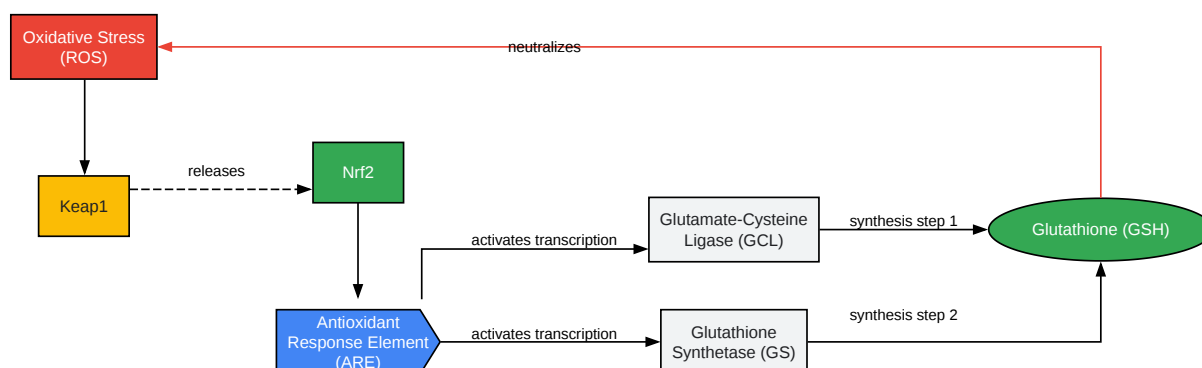 Oxidative Stress
(ROS)
neutralizes
Keap1
releases
Nrf2
Glutamate-Cysteine
Ligase (GCL)
synthesis step 1
Glutathione (GSH)
activates transcription
Antioxidant
Response Element
(ARE)
activates transcription
Glutathione
Synthetase (GS)
synthesis step 2